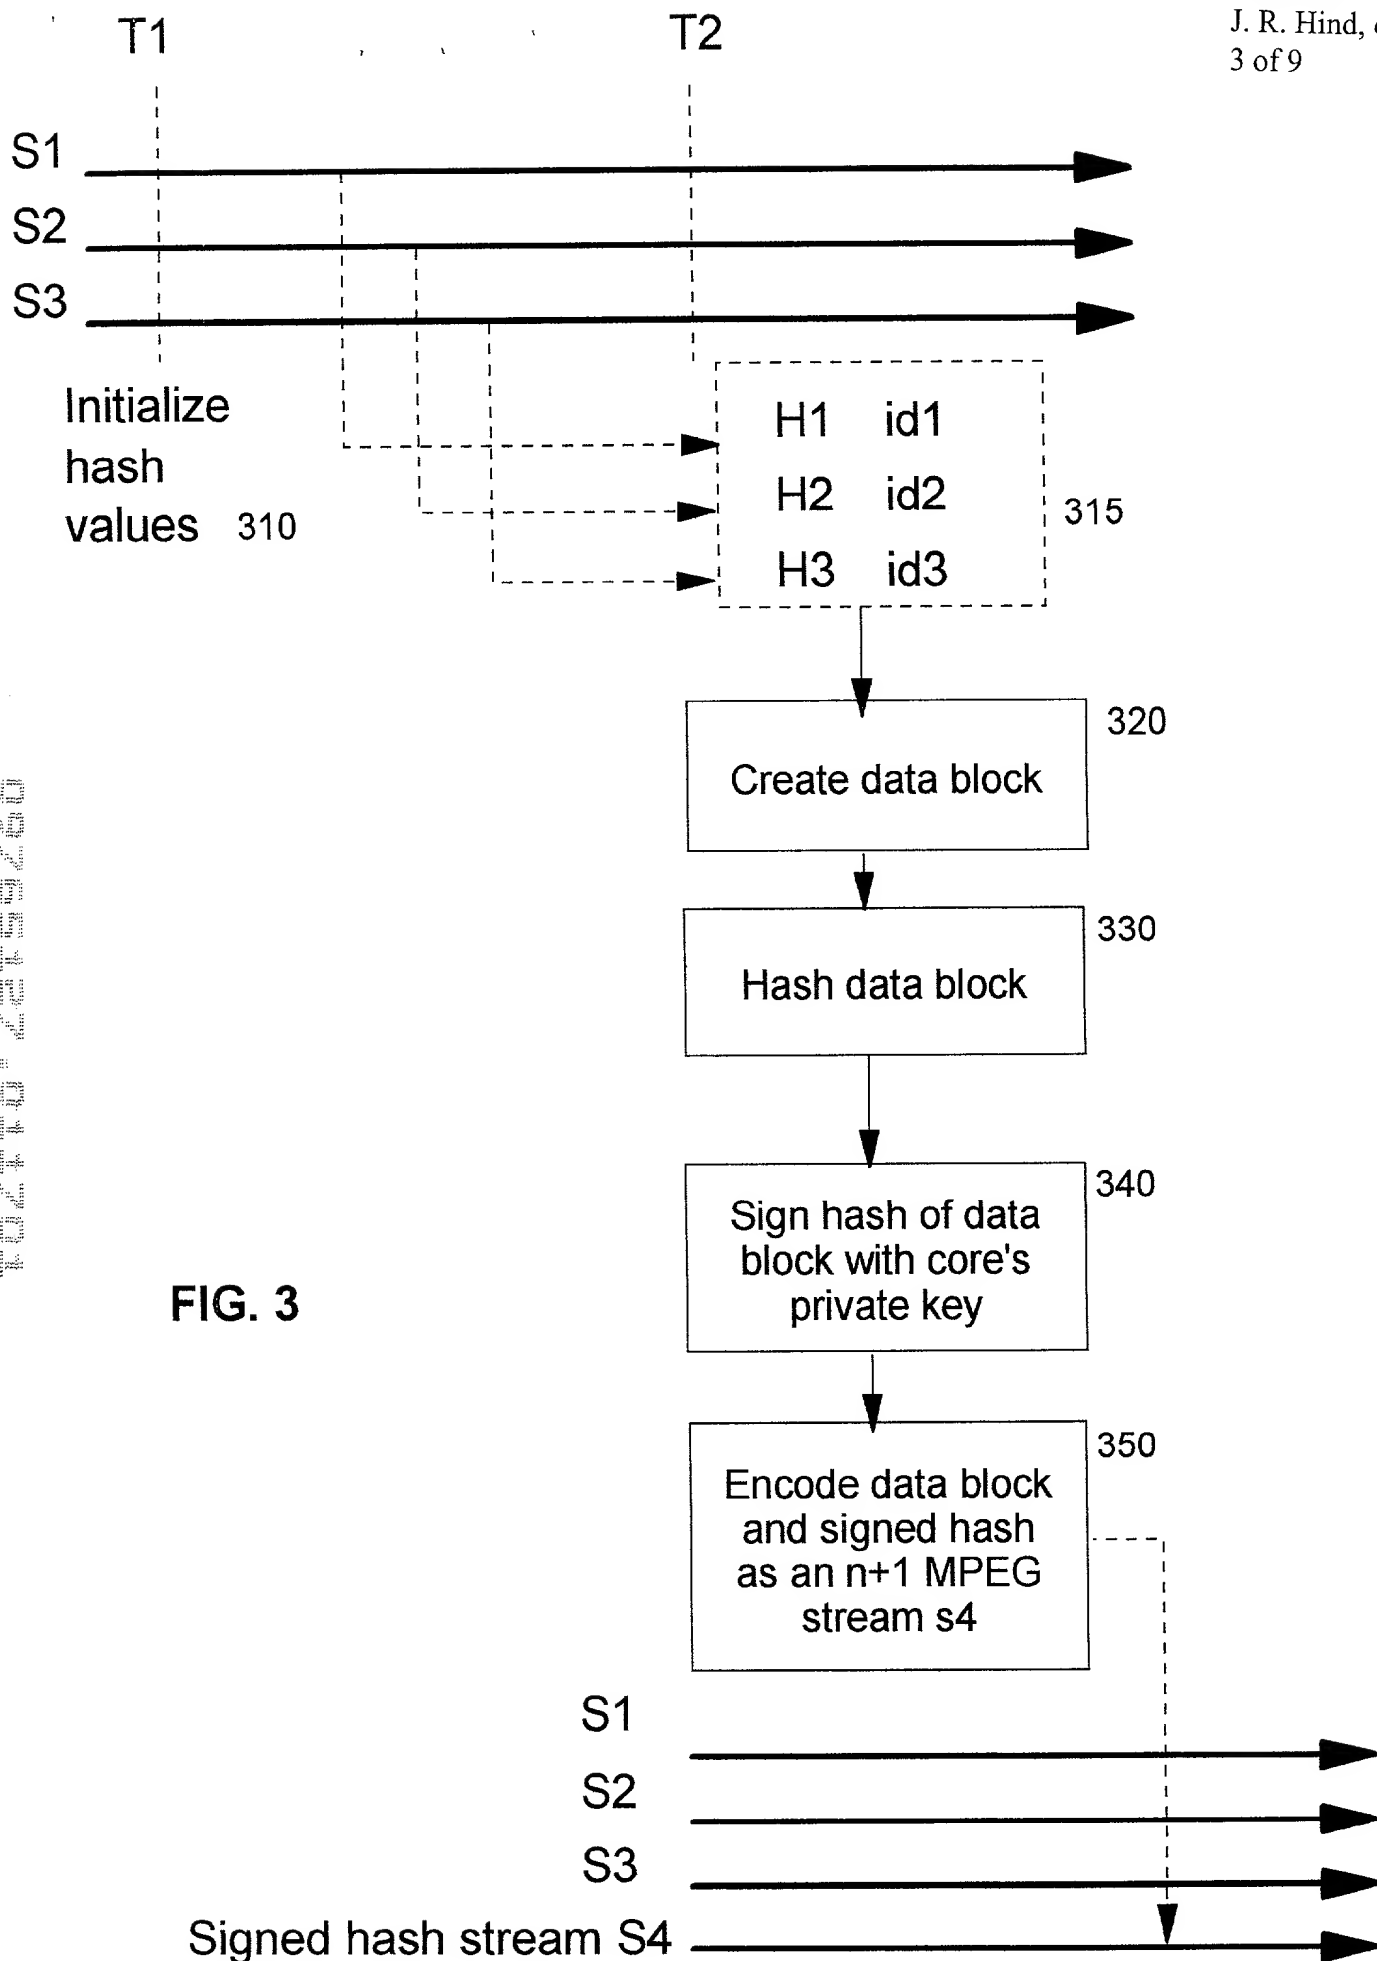 J. R. Hind,
3 of 9
T1
T2
S1
S2
S3
Initialize
hash
values 310
H1 id1
H2 id2
H3 id3
315
320
Create data block
330
Hash data block
340
Sign hash of data
block with core's
private key
FIG. 3
350
Encode data block
and signed hash
as an n+1 MPEG
stream s4
S1
S2
S3
Signed hash stream S4